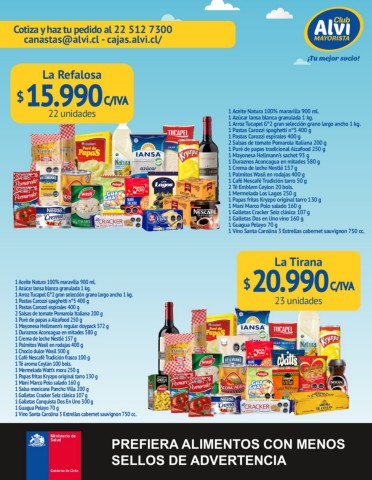 Cotiza y haz tu pedido al 22 512 7300
canastas@alvi.cl - cajas.alvi.cl/
Club
Alvi
MAYORISTA
¡Tu mejor socio!
La Refalosa
$15.990 C/IVA
22 unidades
1 Aceite Natura 100% maravilla 900 ml.
1 Azúcar Iansa blanca granulada 1 kg.
1 Arroz Tucapel G°2 gran selección grano largo ancho 1 kg.
1 Pastas Carozzi spaghetti n°5 400 g
1 Pastas Carozzi espirales 400 g
2 Salsas de tomate Pomarola Italiana 200 g
2 Puré de papas tradicional Alcafood 250 g
1 Mayonesa Hellmann's sachet 93 g
1 Duraznos Aconcagua en mitades 580 g
1 Crema de leche Nestlé 157 g
1 Palmitos Wasil en rodajas 400 g
1 Café Nescafé Tradición tarro 50 g
1 Té Emblem Ceylon 20 bols.
1 Mermelada Los Lagos 250 g
1 Papas fritas Kryspo original tarro 130 g
1 Maní Marco Polo salado 160 g
1 Galletas Cracker Selz clásica 107 g
1 Galletas Dos en Uno vino 160 g
1 Guagua Pelayo 70 g
1 Vino Santa Carolina 3 Estrellas cabernet sauvignon 750 cc.
La Tirana
$20.990 C/IVA
23 unidades
1 Aceite Natura 100% maravilla 900 ml.
1 Azúcar Iansa blanca granulada 1 kg.
1 Arroz Tucapel G°2 gran selección grano largo ancho 1 kg.
1 Pastas Carozzi spaghetti n°5 400 g
1 Pastas Carozzi espirales 400 g
2 Salsas de tomate Pomarola Italiana 200 g
1 Puré de papas a Alcafood 250 g
1 Mayonesa Hellmann's regular doypack 372 g
1 Duraznos Aconcagua en mitades 580 g
1 Crema de leche Nestlé 157 g
1 Palmitos Wasil en rodajas 400 g
1 Choclo dulce Wasil 300 g
1 Café Nescafé Tradición frasco 100 g
1 Té aroma Ceylán 100 bols.
1 Mermelada Watt's mora 250 g
1 Papas fritas Kryspo original tarro 130 g
1 Maní Marco Polo salado 160 g
1 Salsa mexicana Pancho Villa 200 g
1 Galletas Cracker Selz clásica 107 g
1 Galletas Conquista Dos En Uno 300 g
1 Guagua Pelayo 70 g
1 Vino Santa Carolina 3 Estrellas cabernet sauvignon 750 cc.
Ministerio de
Salud
Gobierno de Chile
PREFIERA ALIMENTOS CON MENOS
SELLOS DE ADVERTENCIA